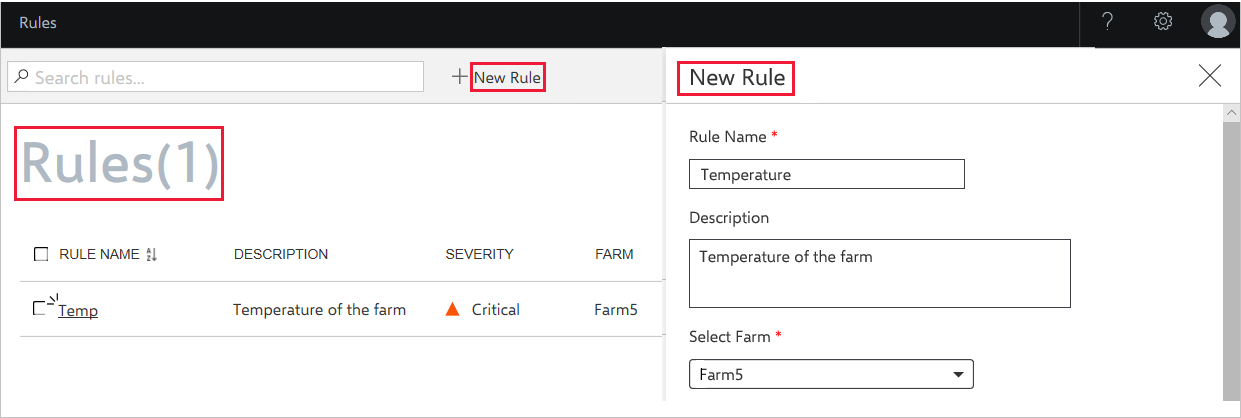 Rules
?
Search rules...
+ New Rule
New Rule
Rules(1)
Rule Name *
Temperature
Description
Temperature of the farm
RULE NAME AZ DESCRIPTION SEVERITY FARM
Temp Temperature of the farm Critical Farm5
Select Farm *
Farm5